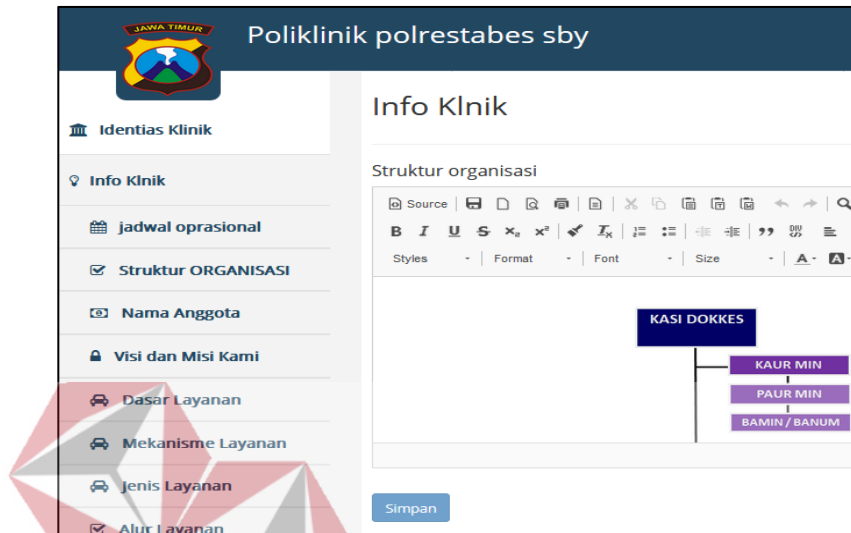 JAWA TIMUR
Poliklinik polrestabes sby
Identias Klinik
Info Klnik
jadwal oprasional
Struktur ORGANISASI
Nama Anggota
Visi dan Misi Kami
Dasar Layanan
Mekanisme Layanan
Jenis Layanan
Alur Layanan
Info Klnik
Struktur organisasi
Source
Styles Format Font Size
KASI DOKKES
KAUR MIN
PAUR MIN
BAMIN / BANUM
Simpan